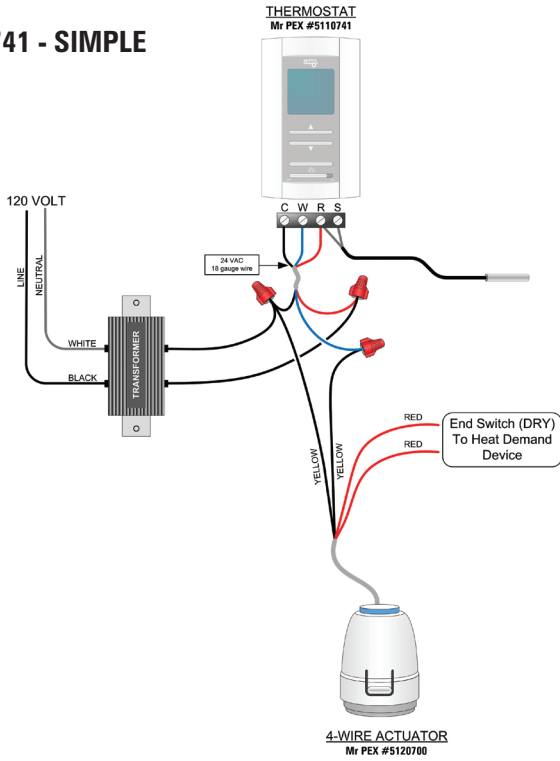 THERMOSTAT
Mr PEX #5110741
741 - SIMPLE
120 VOLT
C W R S
24 VAC
18 gauge wire
LINE
NEUTRAL
WHITE
BLACK
TRANSFORMER
YELLOW
YELLOW
RED
RED
End Switch (DRY)
To Heat Demand
Device
4-WIRE ACTUATOR
Mr PEX #5120700